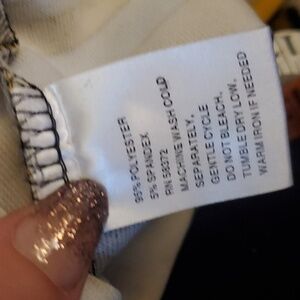 95% POLYESTER
5% SPANDEX
RN 59372
MACHINE WASH COLD
SEPARATELY,
GENTLE CYCLE
DO NOT BLEACH,
TUMBLE DRY LOW,
WARM IRON IF NEEDED